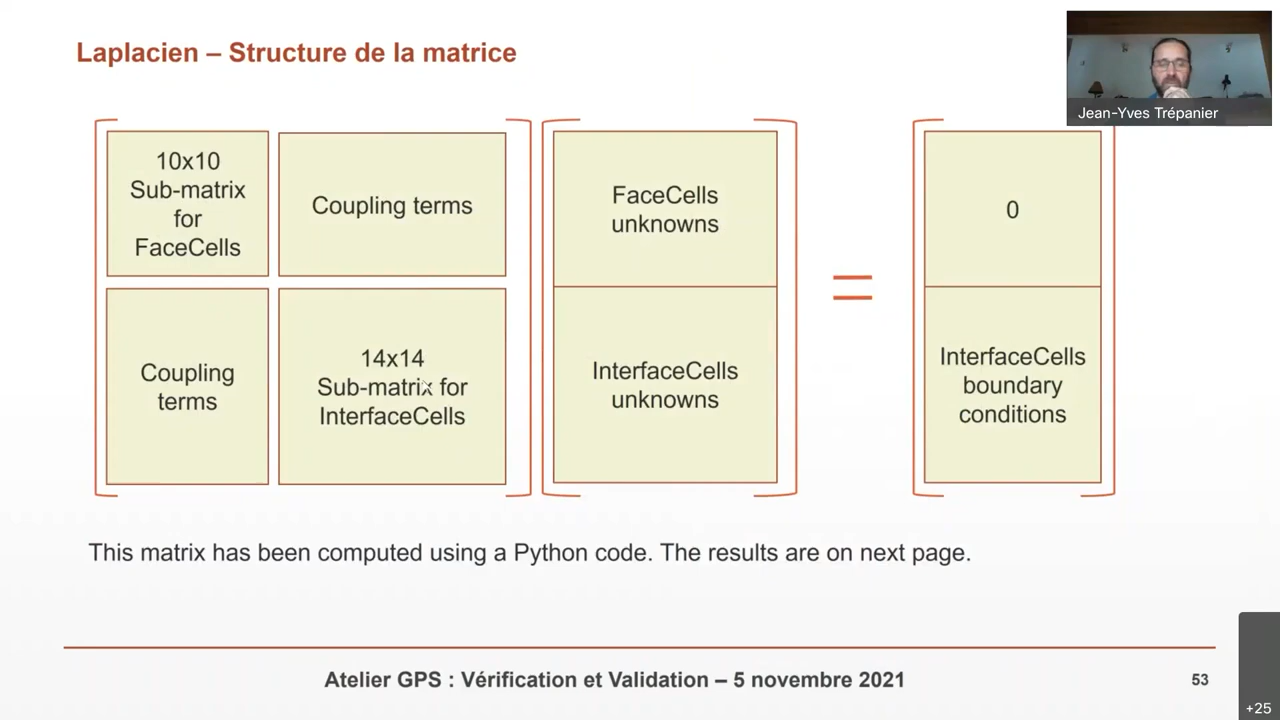 Laplacien – Structure de la matrice
Jean-Yves Trépanier
10x10
Sub-matrix
for
FaceCells
Coupling terms
Coupling
terms
14x14
Sub-matrix for
InterfaceCells
FaceCells
unknowns
InterfaceCells
unknowns
=
0
InterfaceCells
boundary
conditions
This matrix has been computed using a Python code. The results are on next page.
Atelier GPS : Vérification et Validation – 5 novembre 2021
53
+25